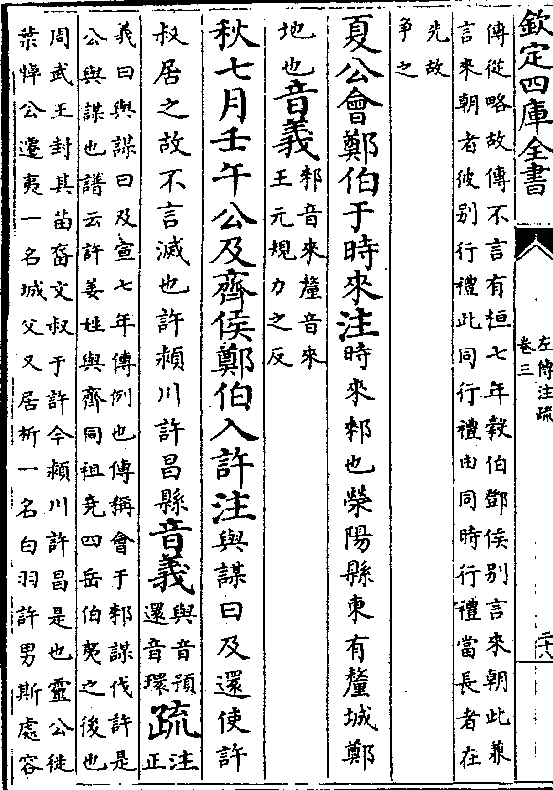 欽定四庫全書
左傳注疏
卷三
二十八
傳從略故傳不言有桓七年穀伯鄧侯别言來朝此兼
言來朝者彼别行禮此同行禮由同時行禮當長者在
先故
争之
夏公會鄭伯于時來注時來郲也滎陽縣東有釐城鄭
地也音義郲音來釐音來
王元規力之反
秋七月壬午公及齊侯鄭伯入許注與謀曰及還使許
叔居之故不言滅也許潁川許昌縣音義與音預
還音環疏注
正
義曰與謀曰及宣七年傳例也傳稱會于郲謀伐許是
公與謀也譜云許姜姓與齊同祖堯四岳伯夷之後也
周武王封其苗裔文叔于許今潁川許昌是也靈公徙
葉悼公遷夷一名城父又居析一名白羽許男斯處容